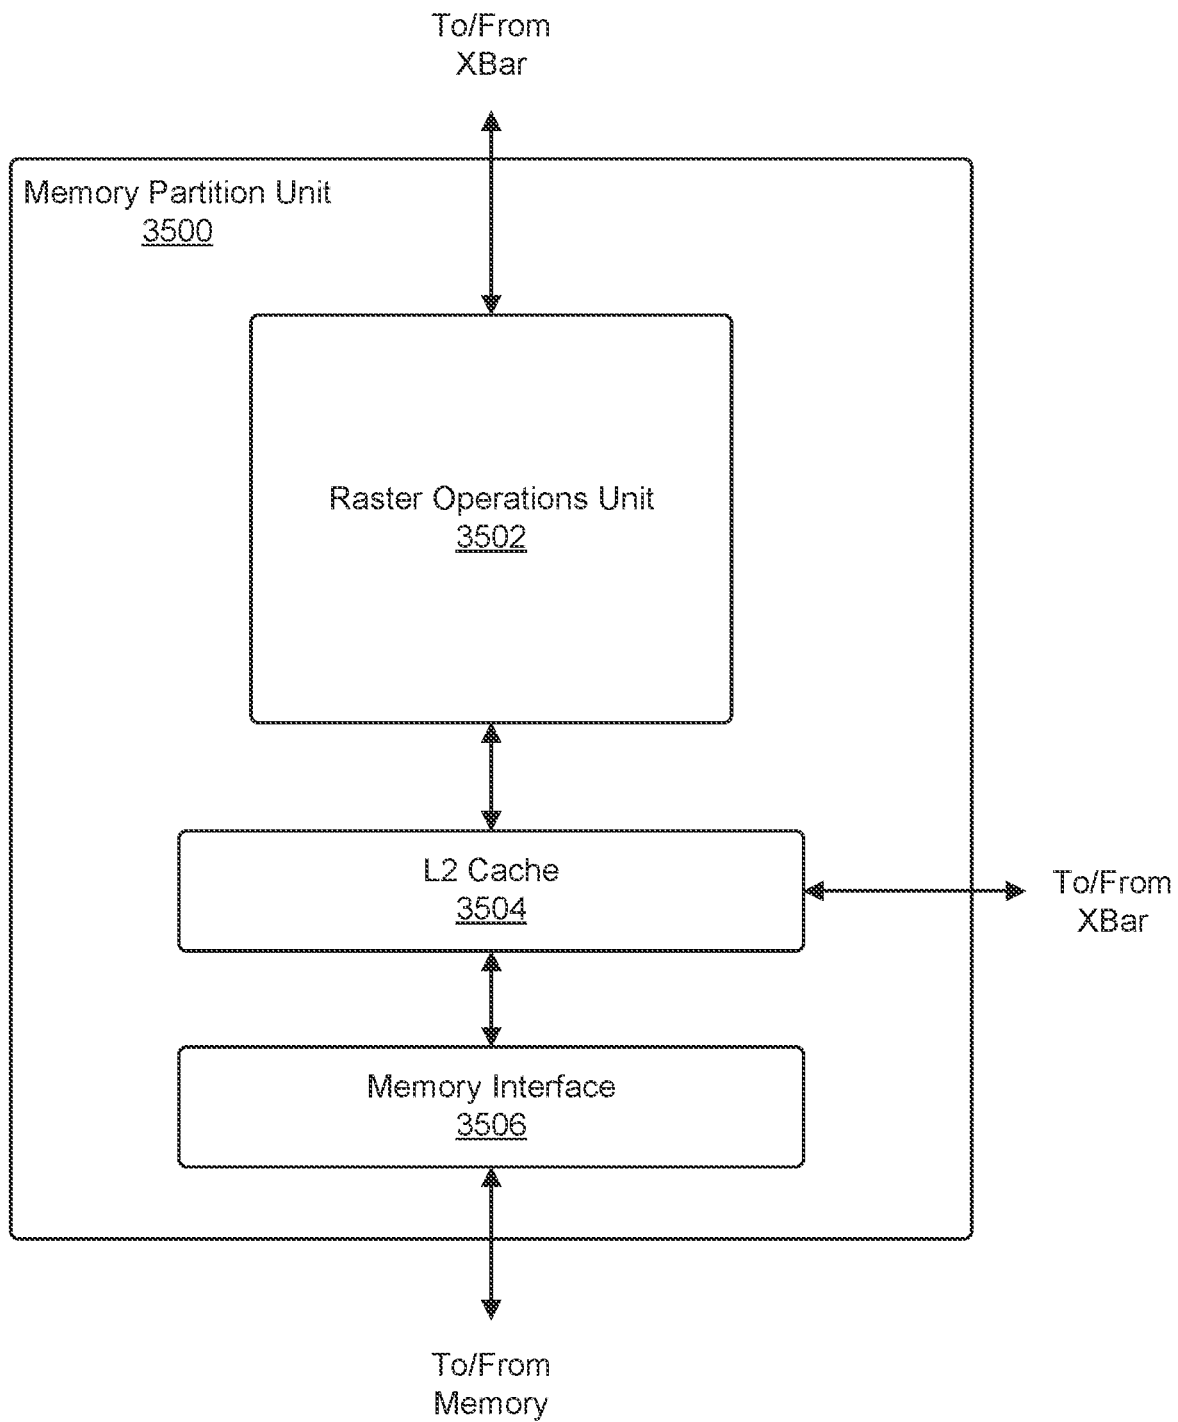 To/From
XBar
Memory Partition Unit
3500
Raster Operations Unit
3502
L2 Cache
3504
To/From
XBar
Memory Interface
3506
To/From
Memory